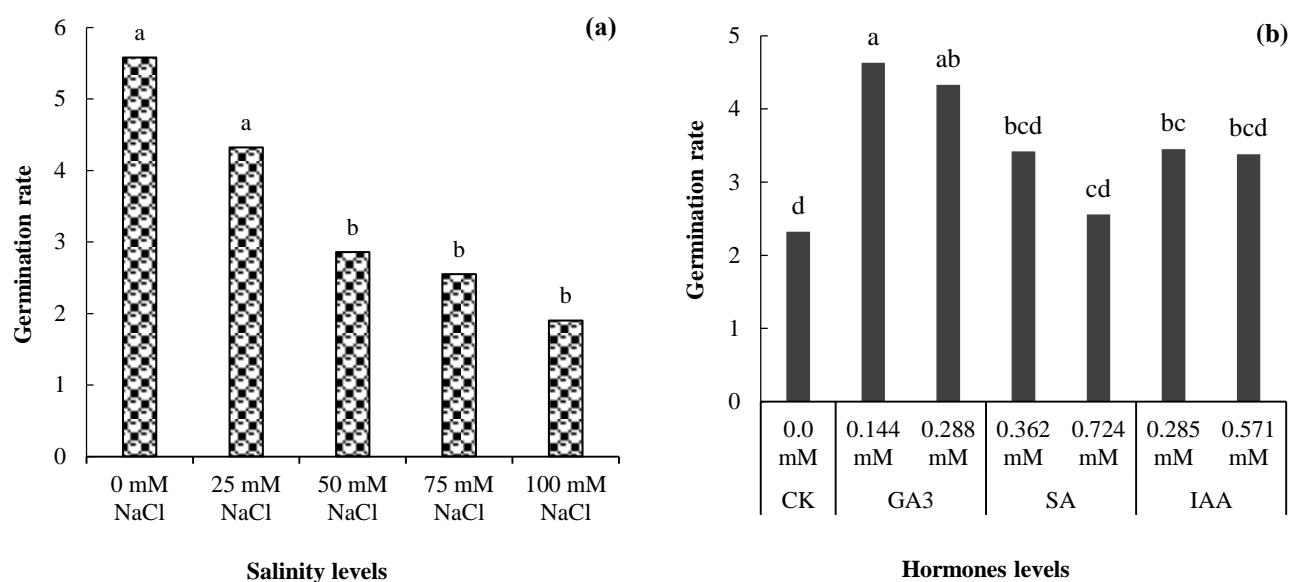 (a)
Germination rate
6
5
4
3
2
1
0
a
a
b
b
b
0 mM NaCl
25 mM NaCl
50 mM NaCl
75 mM NaCl
100 mM NaCl
Salinity levels
(b)
Germination rate
5
4
3
2
1
0
d
a
ab
bcd
cd
bc
bcd
0.0 mM
0.144 mM
0.288 mM
0.362 mM
0.724 mM
0.285 mM
0.571 mM
CK
GA3
SA
IAA
Hormones levels